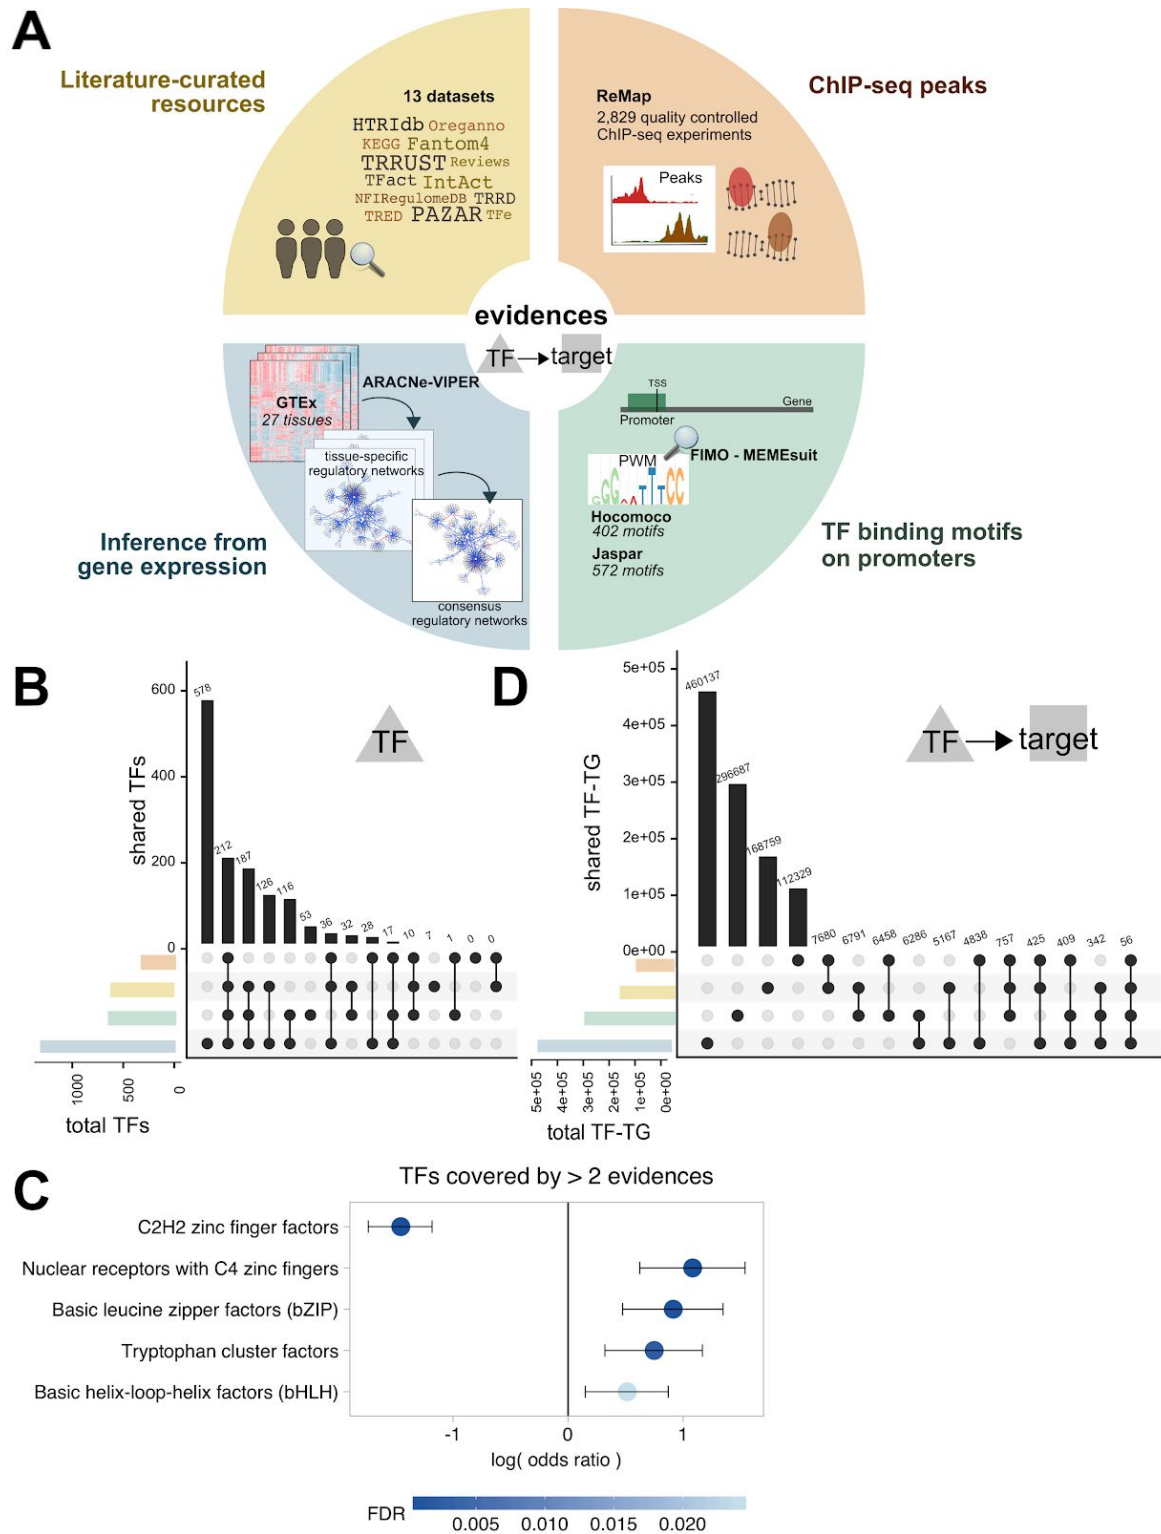 A
Literature-curated
resources
13 datasets
HTRIdb Oreganno
KEGG Fantom4
TRRUST Reviews
TFact IntAct
NFIRegulomeDB TRRD
TRED PAZAR TFe
ReMap
2,829 quality controlled
ChIP-seq experiments
Peaks
ChIP-seq peaks
evidences
TF target
GTEx
27 tissues
ARACNe-VIPER
tissue-specific
regulatory networks
consensus
regulatory networks
Inference from
gene expression
TSS
Gene
Promoter
PWM
FIMO - MEMEsuit
GGGAATTTCC
Hocomoco
402 motifs
Jaspar
572 motifs
TF binding motifs
on promoters
B
600
400
200
0
shared TFs
578
212
187
126
116
53
36
32
28
17
10
7
1
0
0
TF
1000
500
0
total TFs
D
5e+05
4e+05
3e+05
2e+05
1e+05
0e+00
shared TF-TG
460137
296687
168759
112329
7680
6791
6458
6286
5167
4838
757
425
409
342
56
TF target
5e+05
4e+05
3e+05
2e+05
1e+05
0e+00
total TF-TG
C
TFs covered by > 2 evidences
C2H2 zinc finger factors
Nuclear receptors with C4 zinc fingers
Basic leucine zipper factors (bZIP)
Tryptophan cluster factors
Basic helix-loop-helix factors (bHLH)
-1
0
1
log( odds ratio )
FDR
0.005
0.010
0.015
0.020